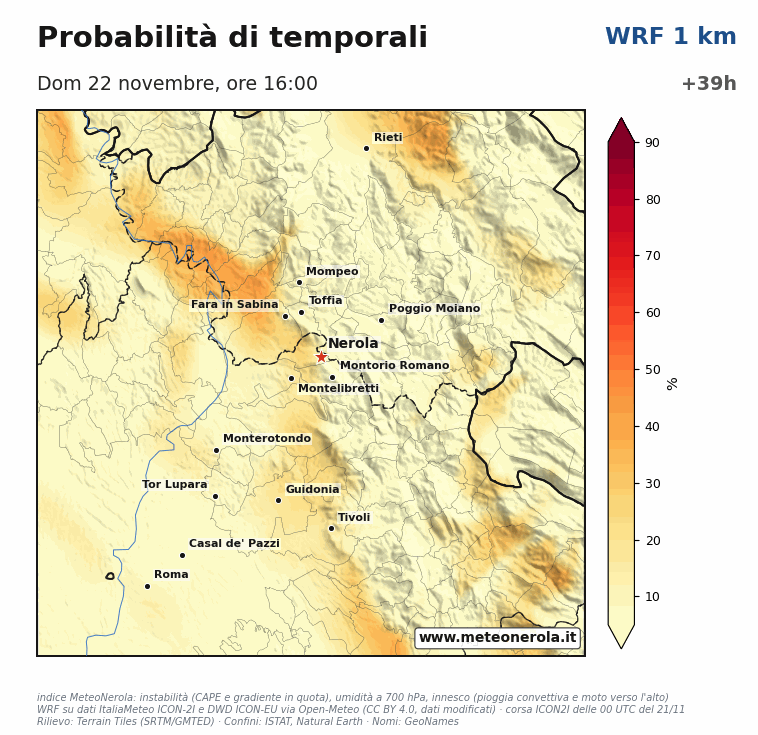 Probabilità di temporali
WRF 1 km
Dom 22 novembre, ore 16:00
+39h
Rieti
Mompeo
Toffia
Fara in Sabina
Poggio Moiano
Nerola
Montorio Romano
Montelibretti
Monterotondo
Tor Lupara
Guidonia
Tivoli
Casal de' Pazzi
Roma
www.meteonerola.it
90
80
70
60
50
40
30
20
10
%
indice MeteoNerola: instabilità (CAPE e gradiente in quota), umidità a 700 hPa, innesco (pioggia convettiva e moto verso l'alto)
WRF su dati ItaliaMeteo ICON-2I e DWD ICON-EU via Open-Meteo (CC BY 4.0, dati modificati) · corsa ICON2I delle 00 UTC del 21/11
Rilievo: Terrain Tiles (SRTM/GMTED) · Confini: ISTAT, Natural Earth · Nomi: GeoNames